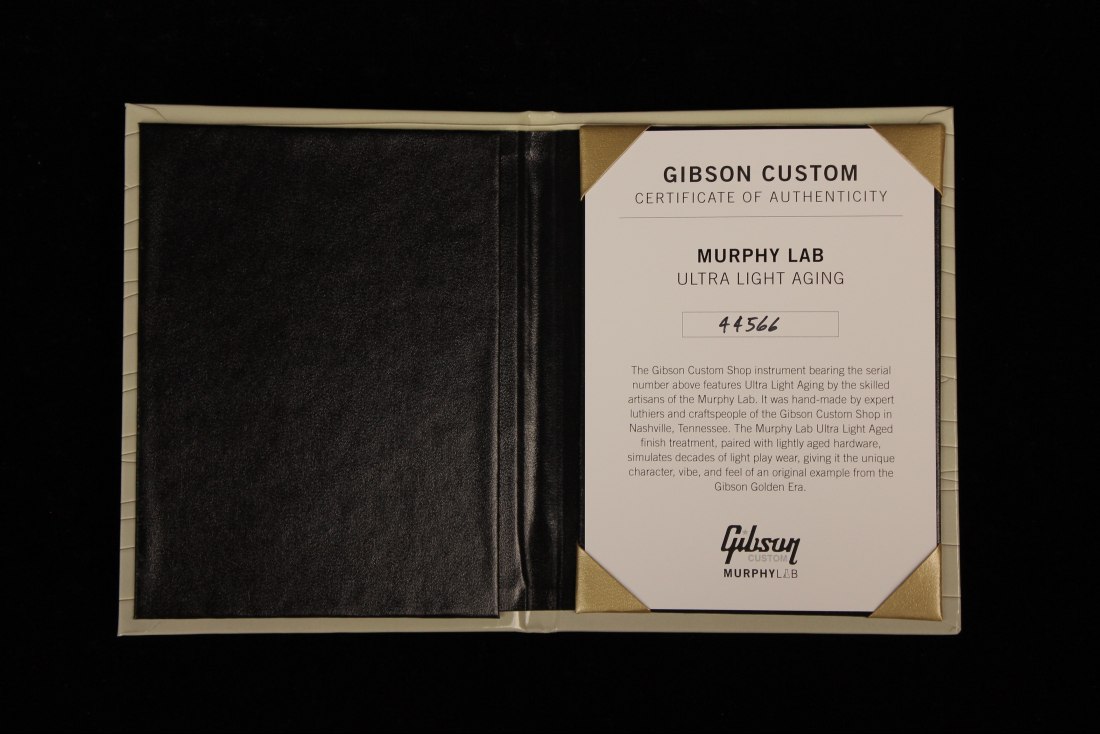 GIBSON CUSTOM
CERTIFICATE OF AUTHENTICITY
MURPHY LAB
ULTRA LIGHT AGING
44566
The Gibson Custom Shop instrument bearing the serial
number above features Ultra Light Aging by the skilled
artisans of the Murphy Lab. It was hand-made by expert
luthiers and craftspeople of the Gibson Custom Shop in
Nashville, Tennessee. The Murphy Lab Ultra Light Aged
finish treatment, paired with lightly aged hardware,
simulates decades of light play wear, giving it the unique
character, vibe, and feel of an original example from the
Gibson Golden Era.
Gibson
CUSTOM
MURPHYLAB